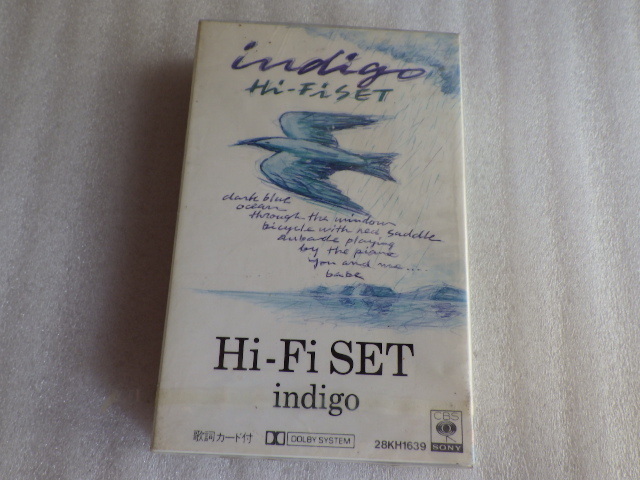 indigo
Hi-Fi SET
dark blue
ocean
through the window
bicycle with red saddle
aubade playing
by the piano
You and me...
babe
Hi-Fi SET
indigo
歌詞カード付
DOLBY SYSTEM
28KH1639
CBS
SONY